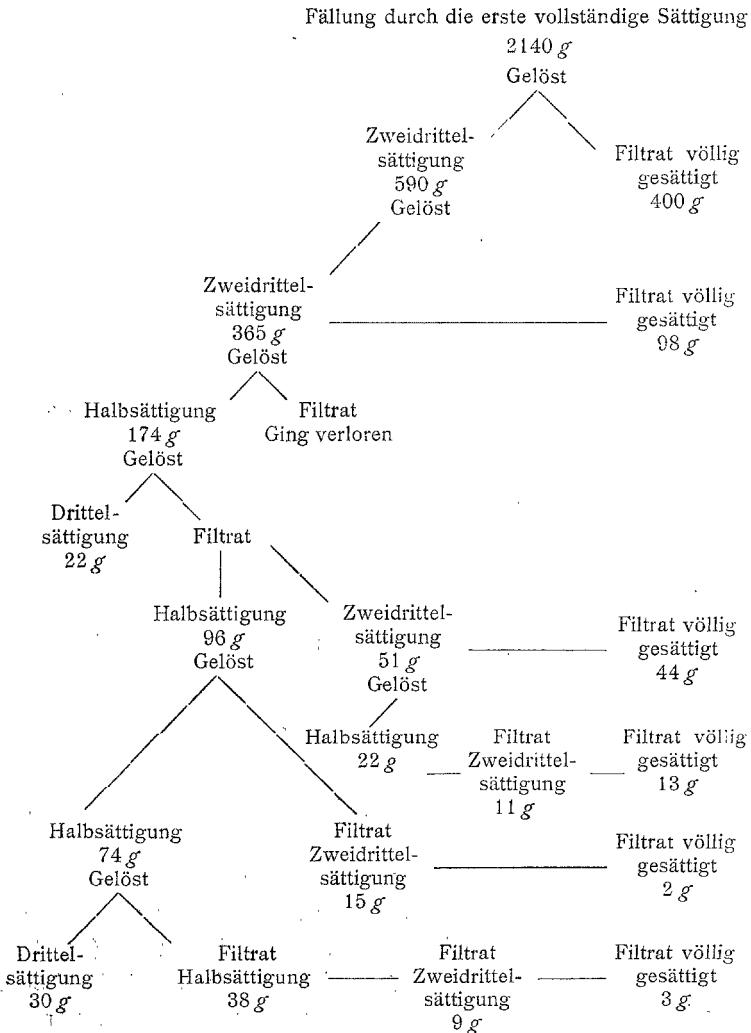 Fällung durch die erste vollständige Sättigung
2140 g
Gelöst
Zweidrittel-
sättigung
590 g
Gelöst
Filtrat völlig
gesättigt
400 g
Zweidrittel-
sättigung
365 g
Gelöst
Filtrat völlig
gesättigt
98 g
Halbsättigung
174 g
Gelöst
Filtrat
Ging verloren
Drittel-
sättigung
22 g
Filtrat
Halbsättigung
96 g
Gelöst
Zweidrittel-
sättigung
51 g
Gelöst
Filtrat völlig
gesättigt
44 g
Halbsättigung
22 g
Filtrat
Zweidrittel-
sättigung
11 g
Filtrat völlig
gesättigt
13 g
Halbsättigung
74 g
Gelöst
Filtrat
Zweidrittel-
sättigung
15 g
Filtrat völlig
gesättigt
2 g
Drittel-
sättigung
30 g
Filtrat
Halbsättigung
38 g
Filtrat
Zweidrittel-
sättigung
9 g
Filtrat völlig
gesättigt
3 g